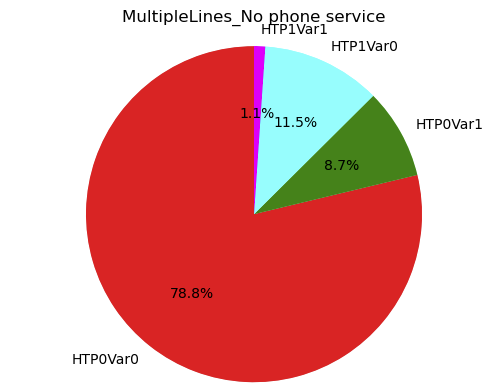 MultipleLines_No phone service
HTP1Var1
HTP1Var0
1.1%
11.5%
HTP0Var1
8.7%
78.8%
HTP0Var0